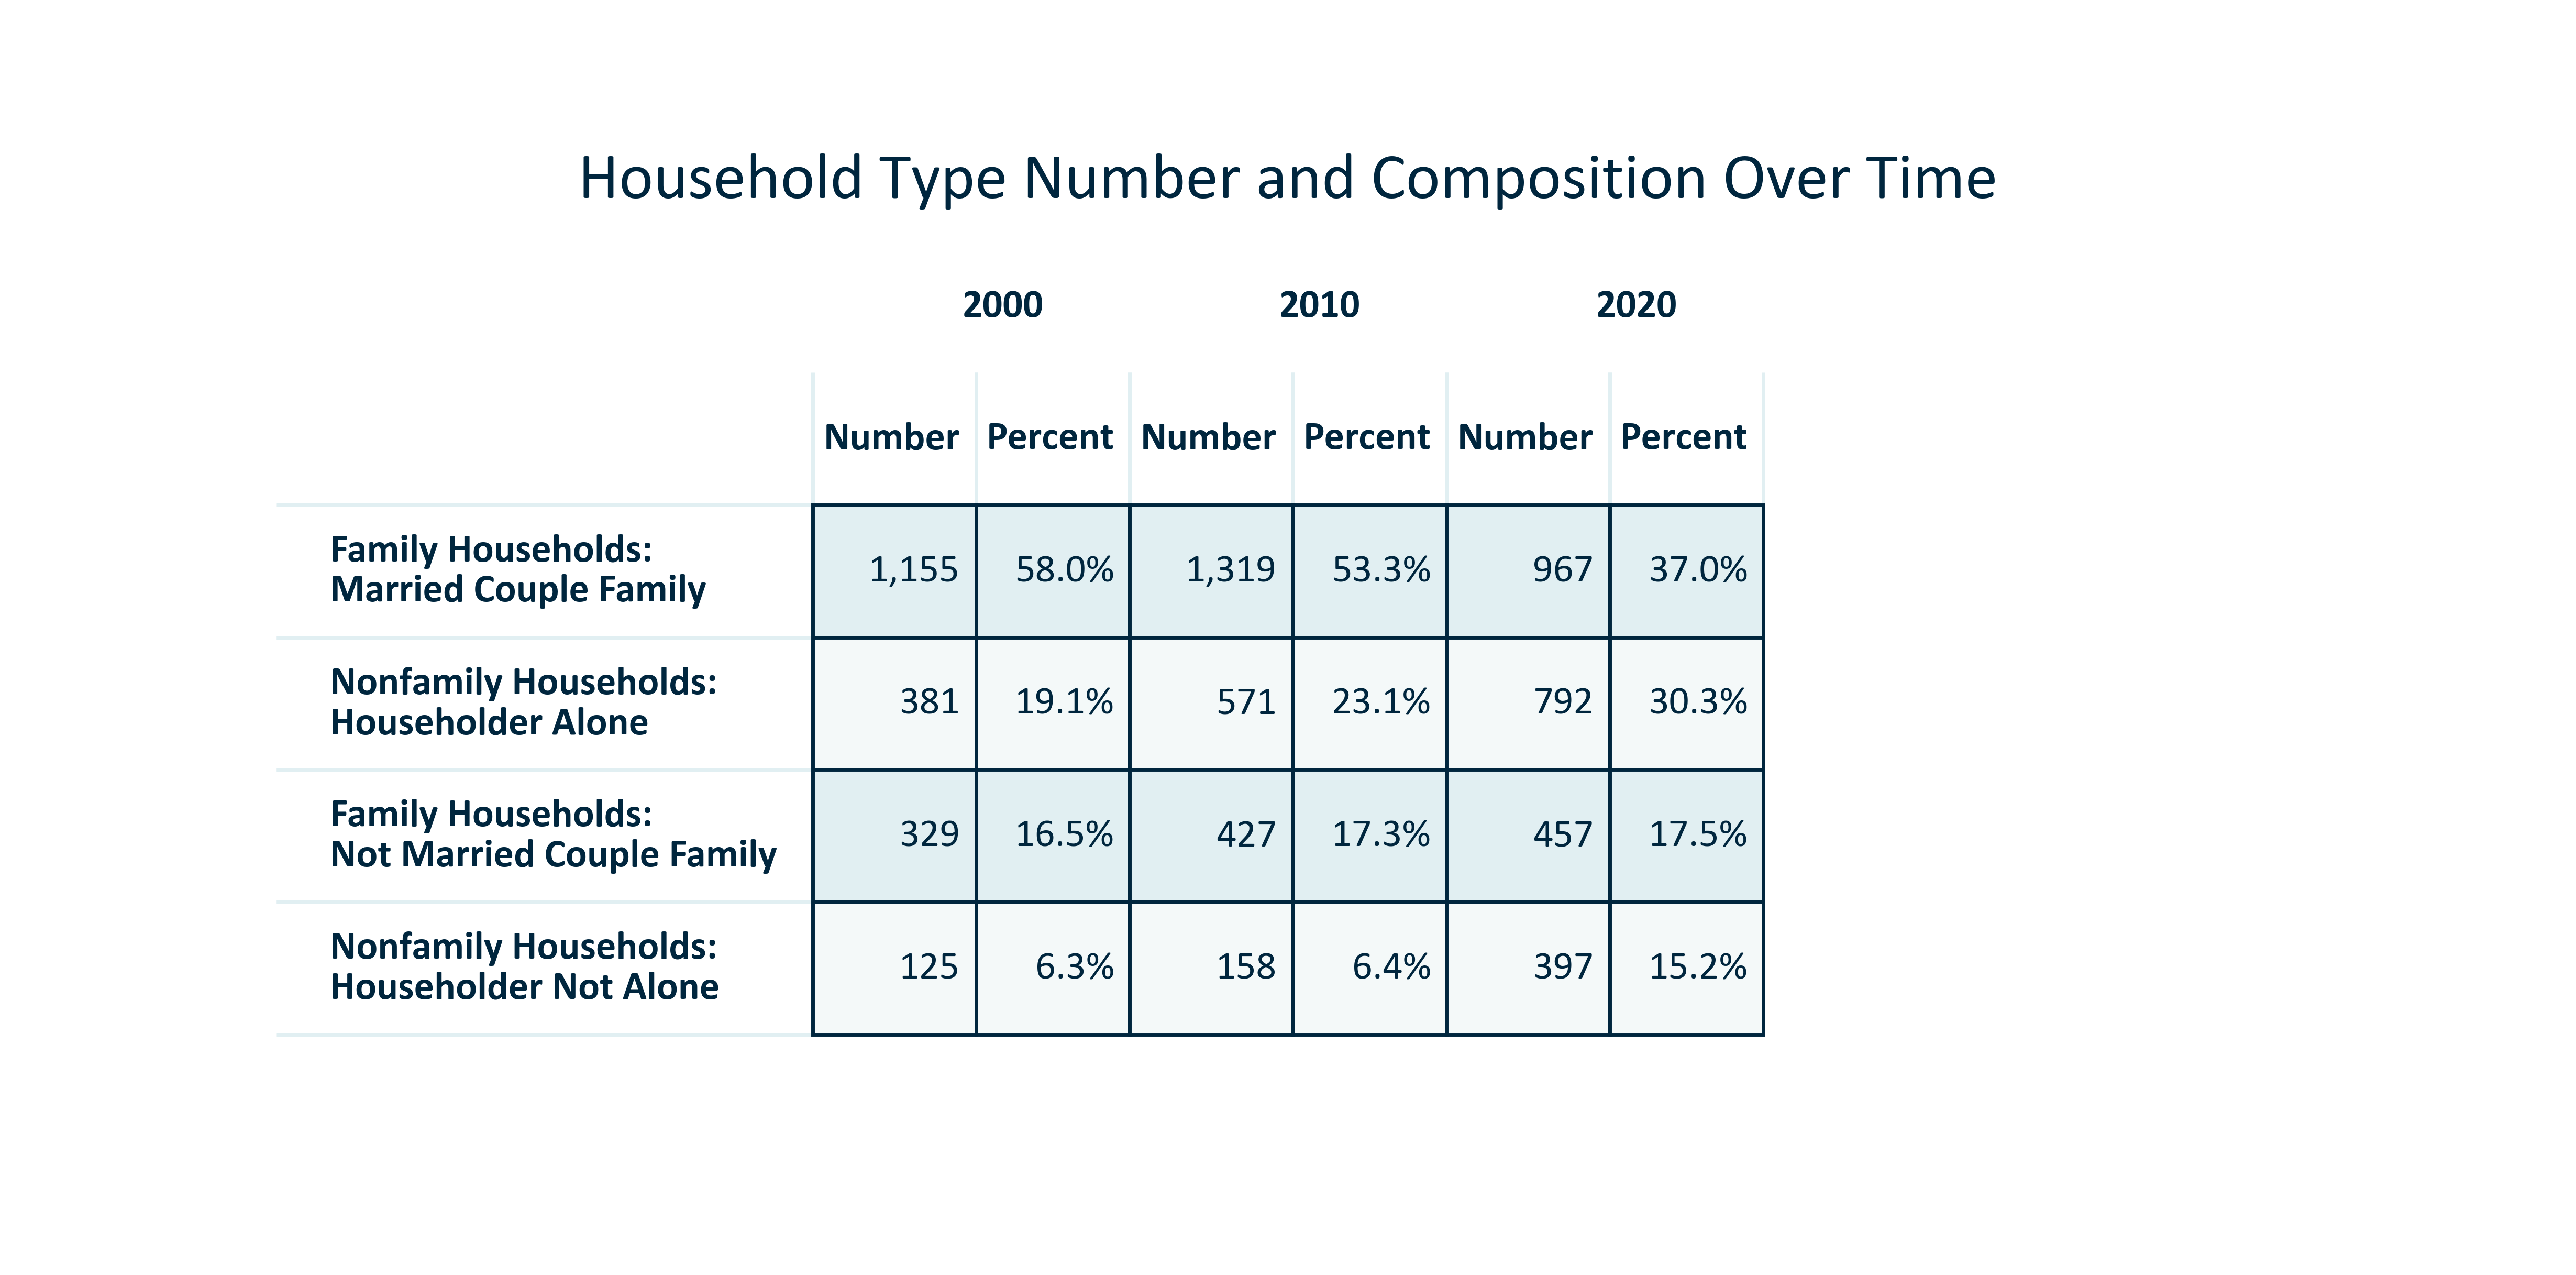 Household Type Number and Composition Over Time
2000 2010 2020
Number Percent Number Percent Number Percent
Family Households:
Married Couple Family
1,155 58.0% 1,319 53.3% 967 37.0%
Nonfamily Households:
Householder Alone
381 19.1% 571 23.1% 792 30.3%
Family Households:
Not Married Couple Family
329 16.5% 427 17.3% 457 17.5%
Nonfamily Households:
Householder Not Alone
125 6.3% 158 6.4% 397 15.2%